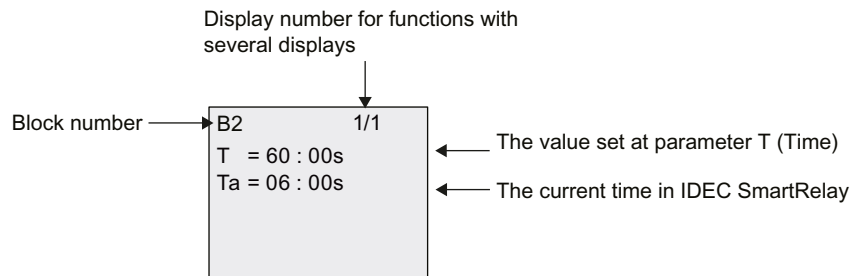 Display number for functions with
several displays
Block number
B2 1/1
T = 60 : 00s
Ta = 06 : 00s
The value set at parameter T (Time)
The current time in IDEC SmartRelay